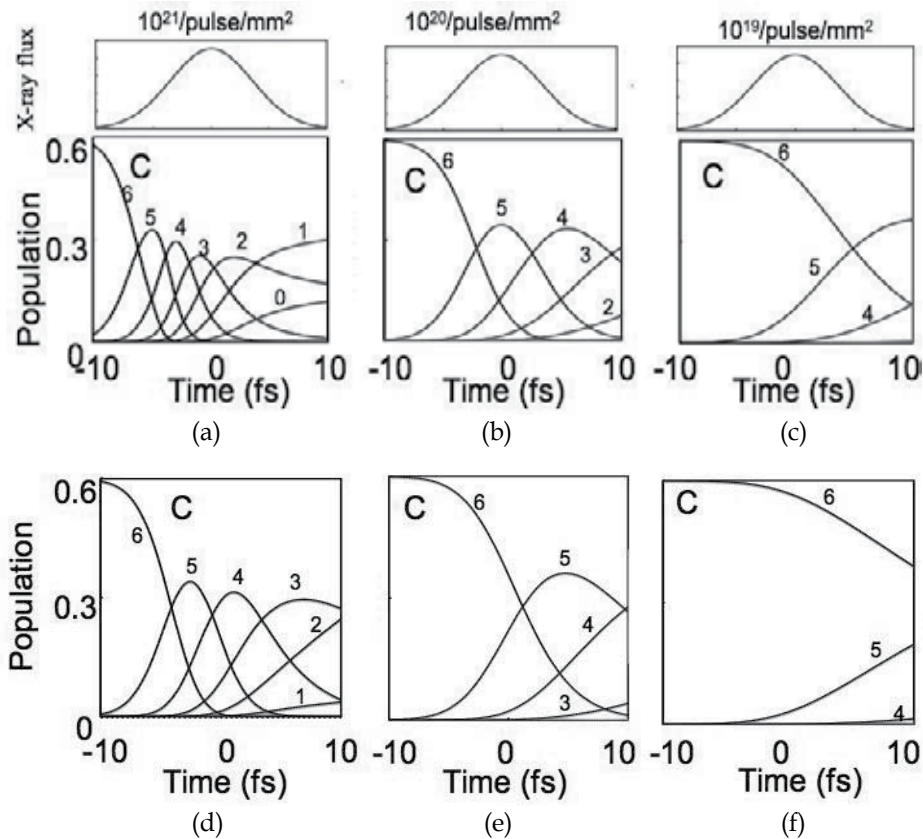 10²¹/pulse/mm²
10²⁰/pulse/mm²
10¹⁹/pulse/mm²
X-ray flux
Population
0.6
0.3
0
C
6
5
4
3
2
1
0
-10
0
10
Time (fs)
(a)
C
6
5
4
3
2
-10
0
10
Time (fs)
(b)
C
6
5
4
-10
0
10
Time (fs)
(c)
Population
0.6
0.3
0
C
6
5
4
3
2
1
-10
0
10
Time (fs)
(d)
C
6
5
4
3
-10
0
10
Time (fs)
(e)
C
6
5
4
-10
0
10
Time (fs)
(f)